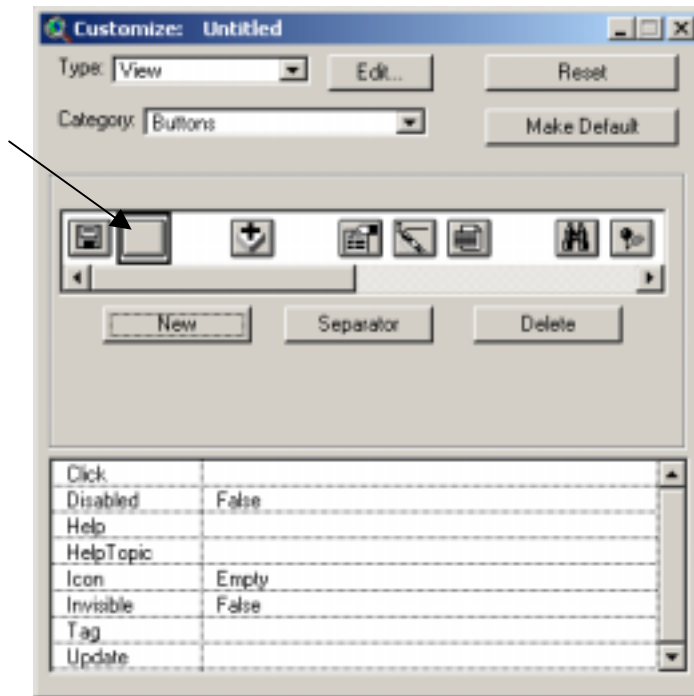 Customize: Untitled
Type: View Edit... Reset
Category: Buttons Make Default
New Separator Delete
Click
Disabled False
Help
HelpTopic
Icon Empty
Invisible False
Tag
Update